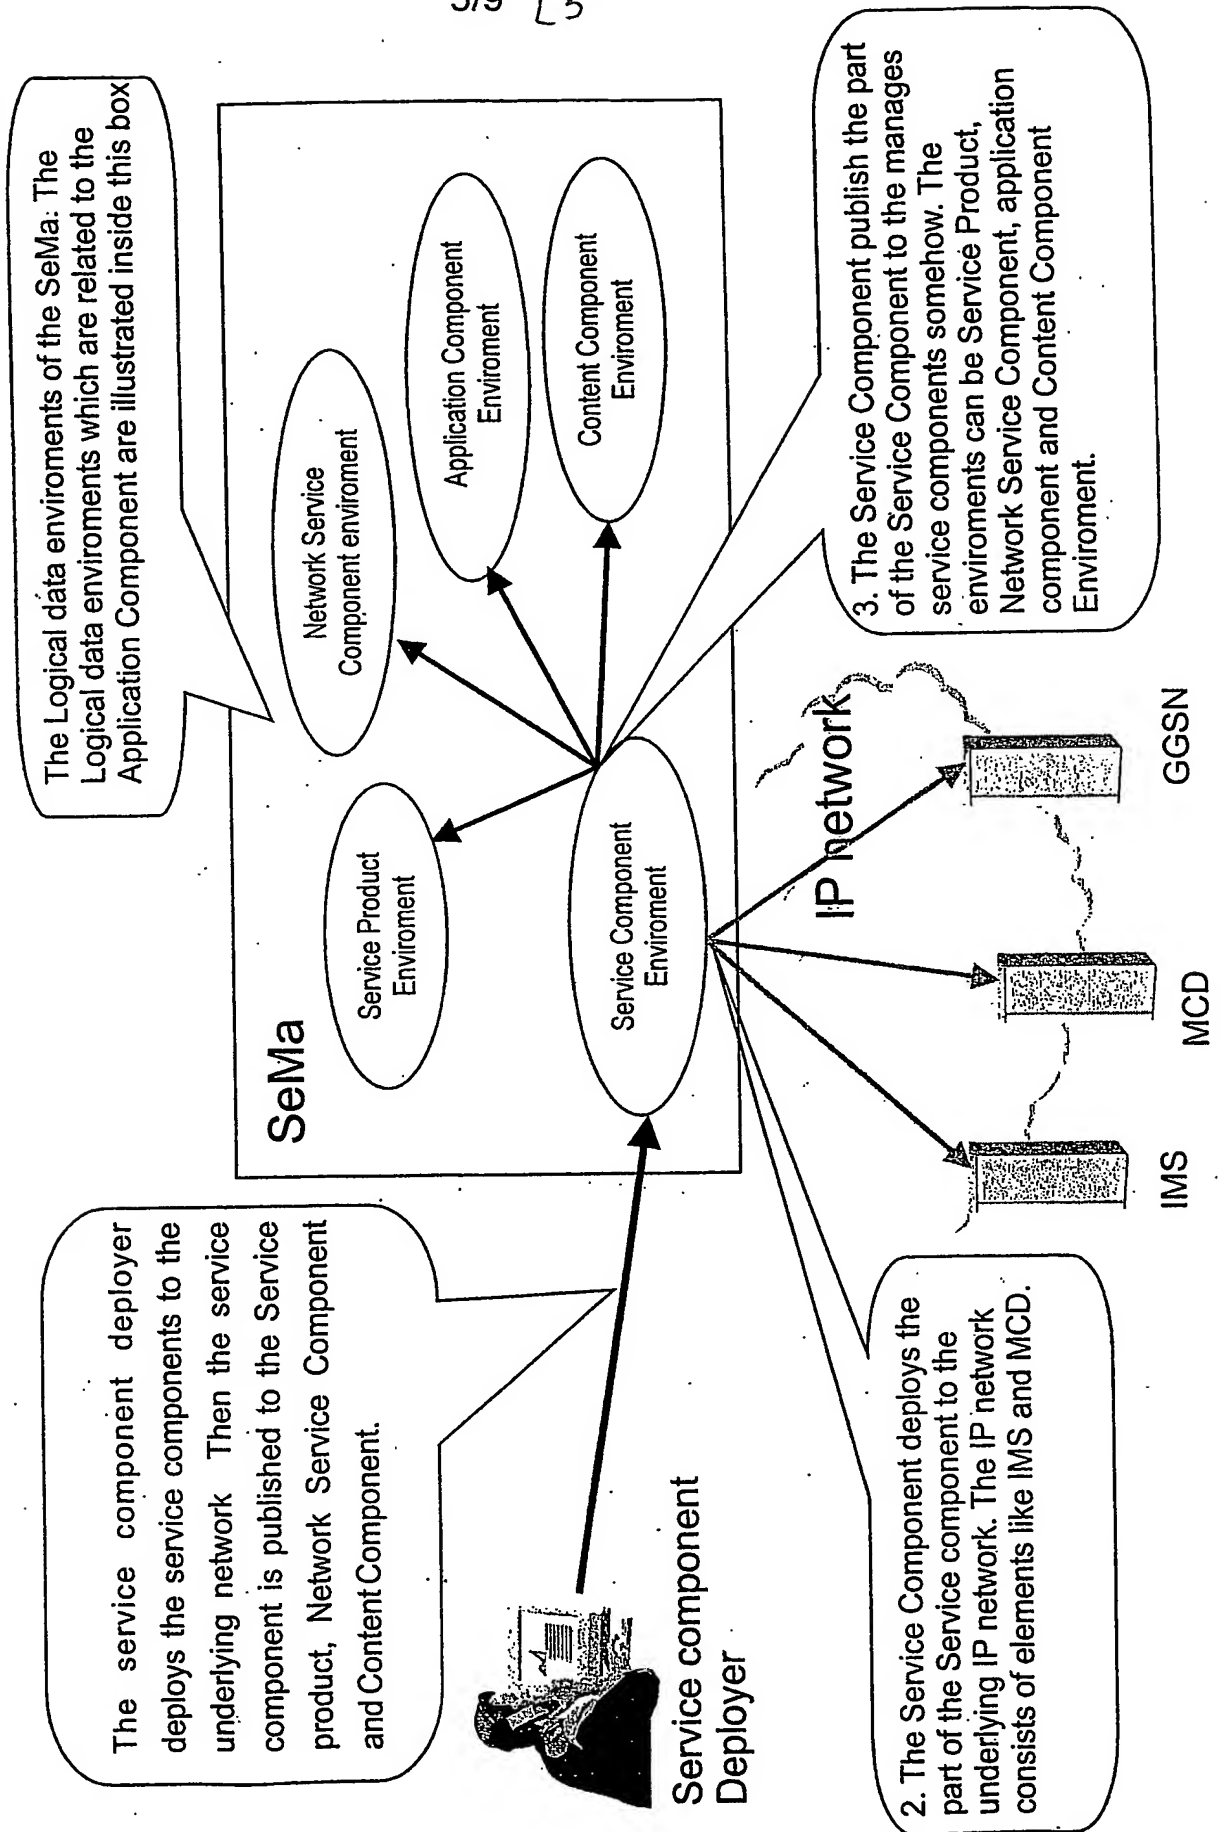 5/9
The Logical data enviroments of the SeMa: The
Logical data enviroments which are related to the
Application Component are illustrated inside this box
The service component deployer
deploys the service components to the
underlying network Then the service
component is published to the Service
product, Network Service Component
and Content Component.
SeMa
Service Product
Enviroment
Network Service
Component enviroment
Application Component
Enviroment
Content Component
Enviroment
Service Component
Enviroment
Service component
Deployer
IP network
IMS
MCD
GGSN
2. The Service Component deploys the
part of the Service component to the
underlying IP network. The IP network
consists of elements like IMS and MCD.
3. The Service Component publish the part
of the Service Component to the manages
service components somehow. The
enviroments can be Service Product,
Network Service Component, application
component and Content Component
Enviroment.